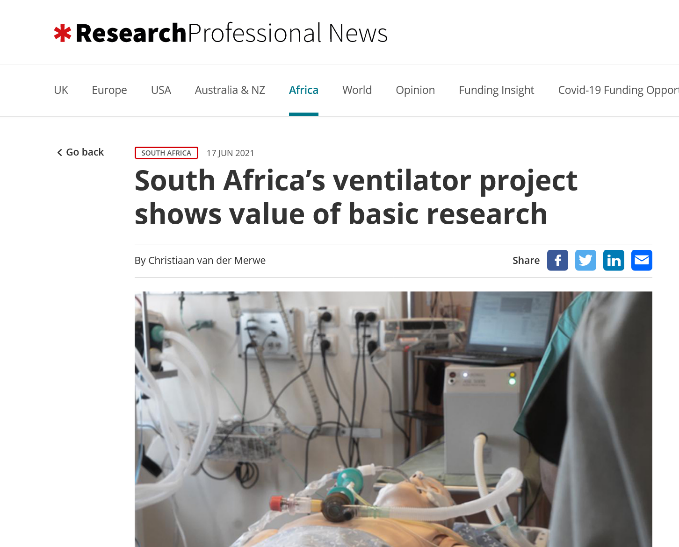 ResearchProfessional News
UK Europe USA Australia & NZ Africa World Opinion Funding Insight Covid-19 Funding Oppor
Go back
SOUTH AFRICA 17 JUN 2021
South Africa’s ventilator project
shows value of basic research
By Christiaan van der Merwe
Share